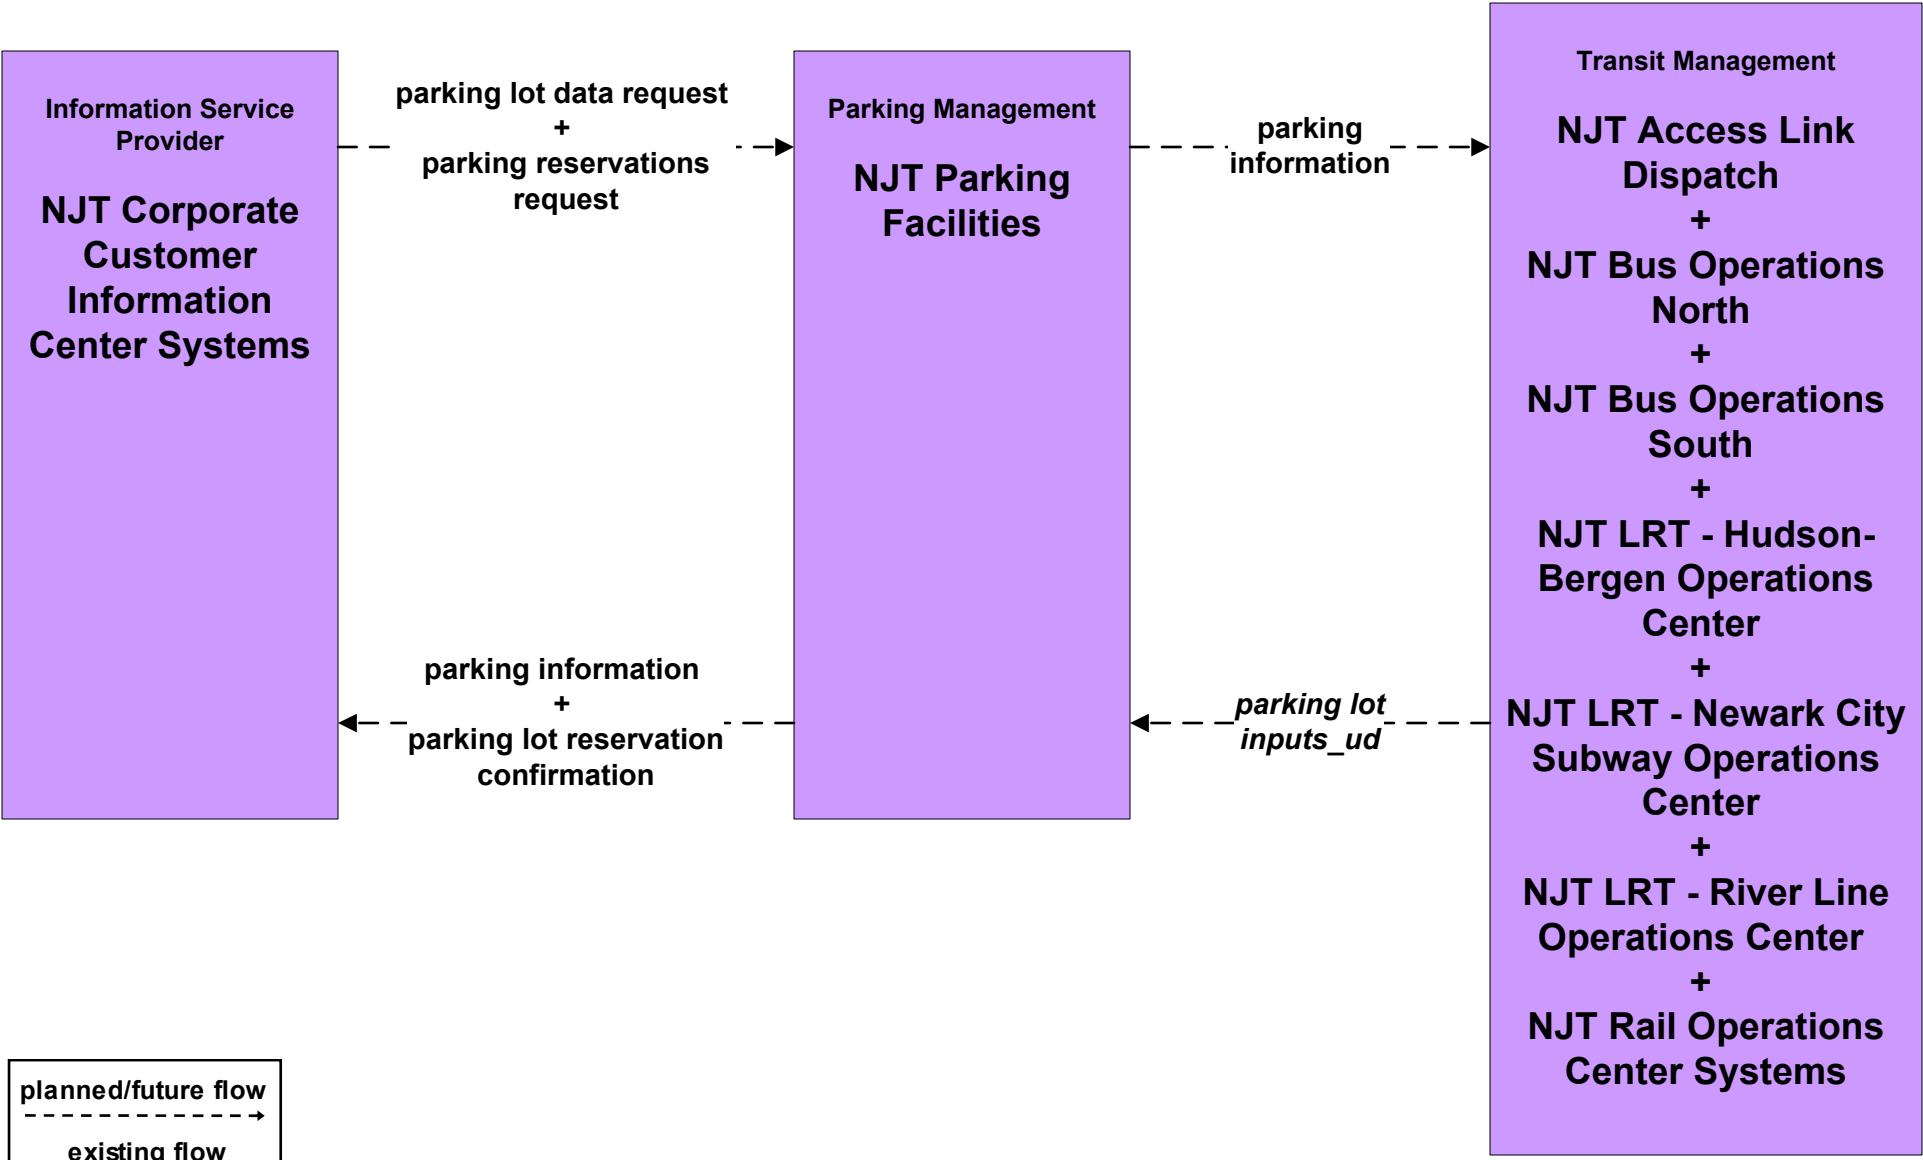 Information Service
Provider
NJT Corporate
Customer
Information
Center Systems
parking lot data request
+
parking reservations
request
parking information
+
parking lot reservation
confirmation
Parking Management
NJT Parking
Facilities
parking
information
parking lot
inputs_ud
Transit Management
NJT Access Link
Dispatch
+
NJT Bus Operations
North
+
NJT Bus Operations
South
+
NJT LRT - Hudson-
Bergen Operations
Center
+
NJT LRT - Newark City
Subway Operations
Center
+
NJT LRT - River Line
Operations Center
+
NJT Rail Operations
Center Systems
planned/future flow
existing flow